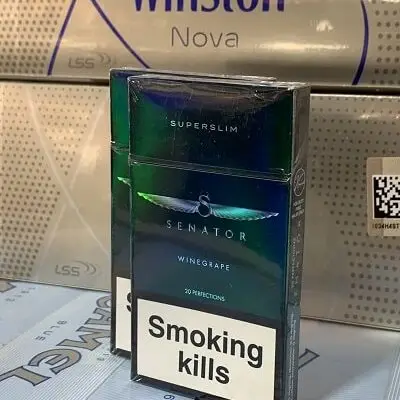 Winston
Nova
LSS
SUPERSLIM
S
SENATOR
WINEGRAPE
20 PERFECTIONS
Smoking
kills
LSS
CAMEL
BLUE